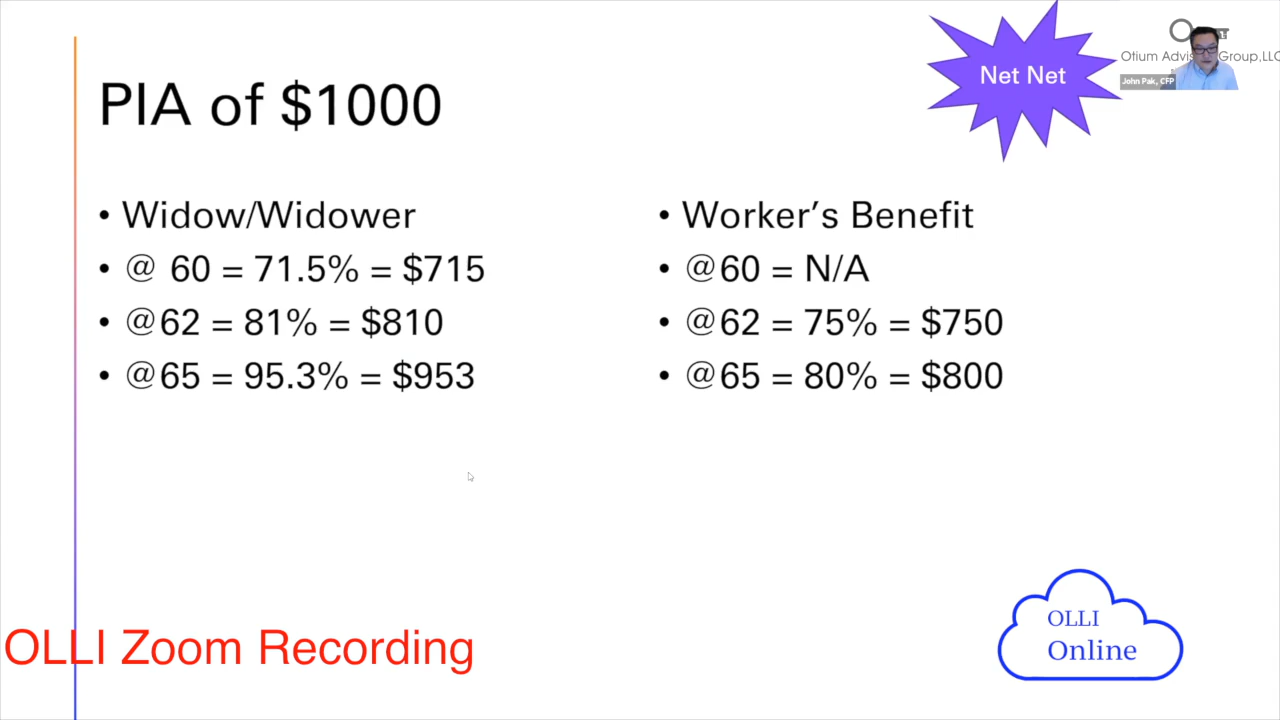 Net Net
Otium Advis Group,LLC
John Pak, CFP
PIA of $1000
• Widow/Widower
• @ 60 = 71.5% = $715
• @62 = 81% = $810
• @65 = 95.3% = $953
• Worker’s Benefit
• @60 = N/A
• @62 = 75% = $750
• @65 = 80% = $800
OLLI Zoom Recording
OLLI
Online